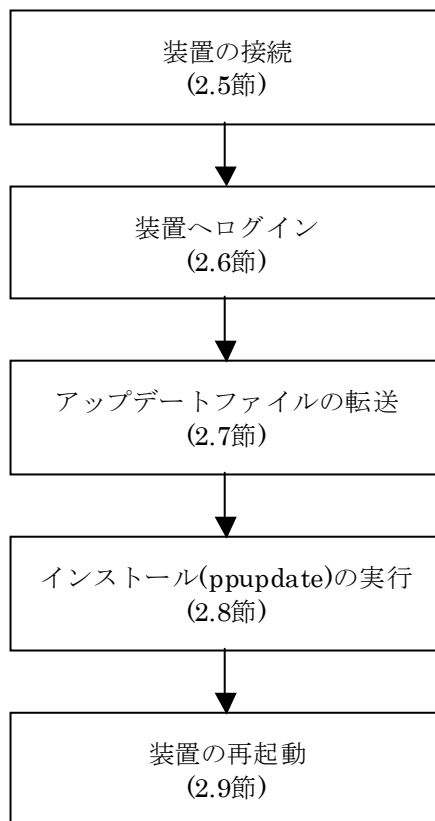 装置の接続
(2.5節)
装置へログイン
(2.6節)
アップデートファイルの転送
(2.7節)
インストール(ppupdate)の実行
(2.8節)
装置の再起動
(2.9節)